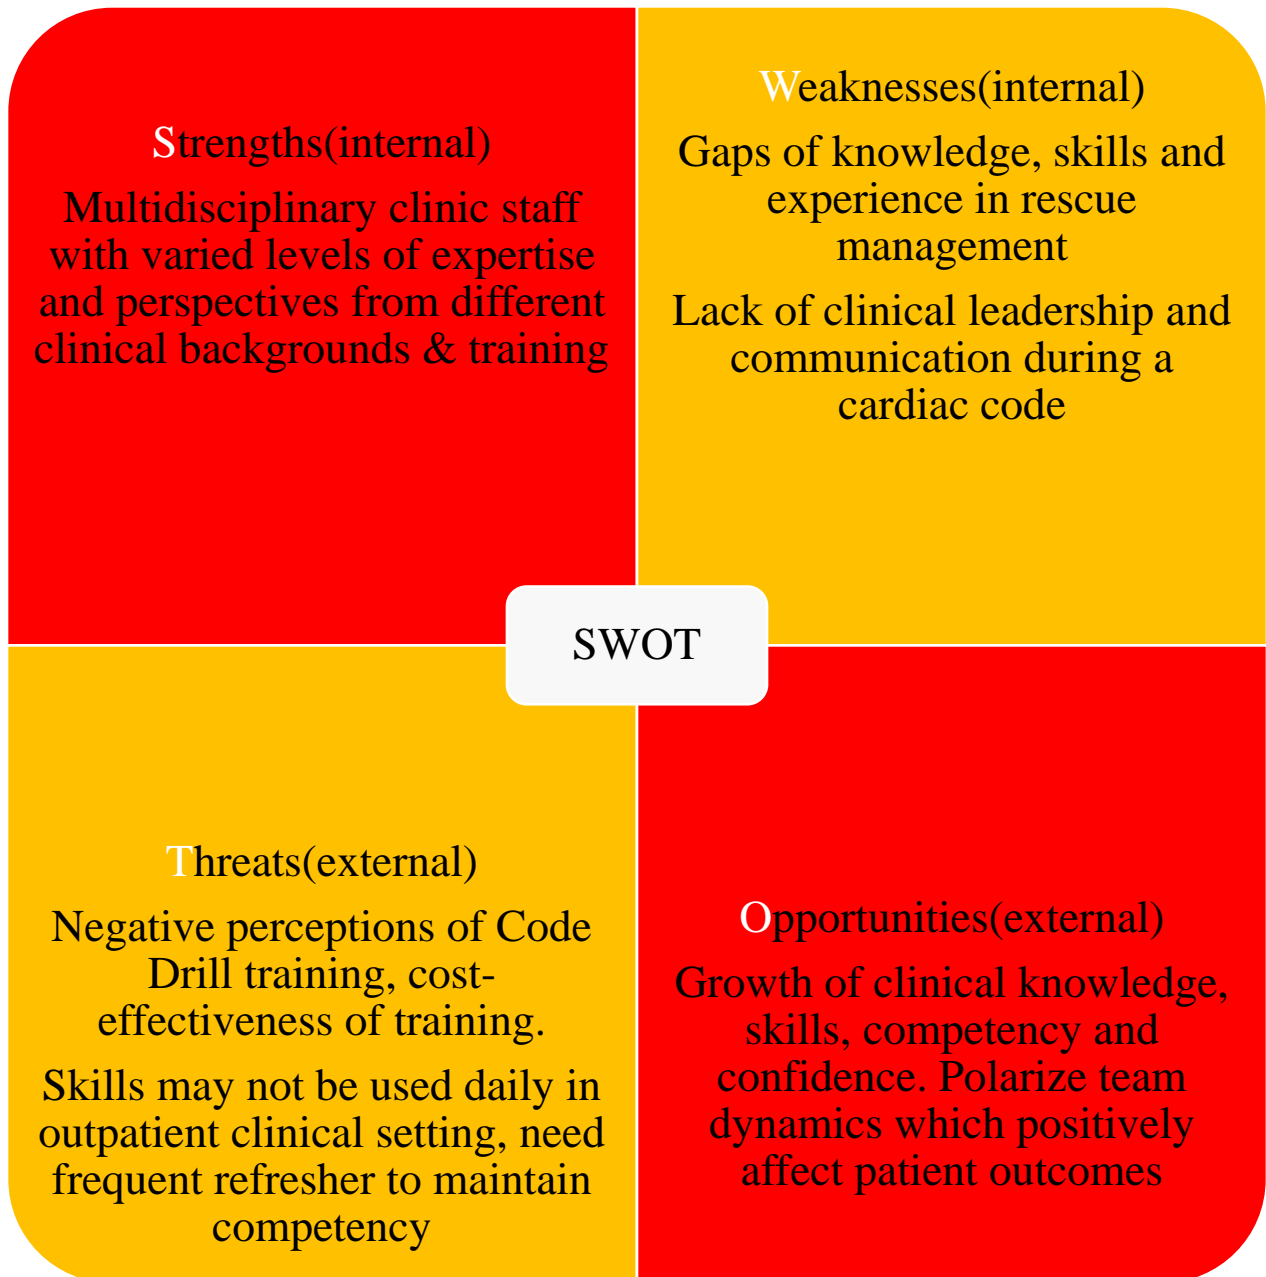 Strengths(internal)
Multidisciplinary clinic staff
with varied levels of expertise
and perspectives from different
clinical backgrounds & training
Weaknesses(internal)
Gaps of knowledge, skills and
experience in rescue
management
Lack of clinical leadership and
communication during a
cardiac code
SWOT
Threats(external)
Negative perceptions of Code
Drill training, cost-
effectiveness of training.
Skills may not be used daily in
outpatient clinical setting, need
frequent refresher to maintain
competency
Opportunities(external)
Growth of clinical knowledge,
skills, competency and
confidence. Polarize team
dynamics which positively
affect patient outcomes